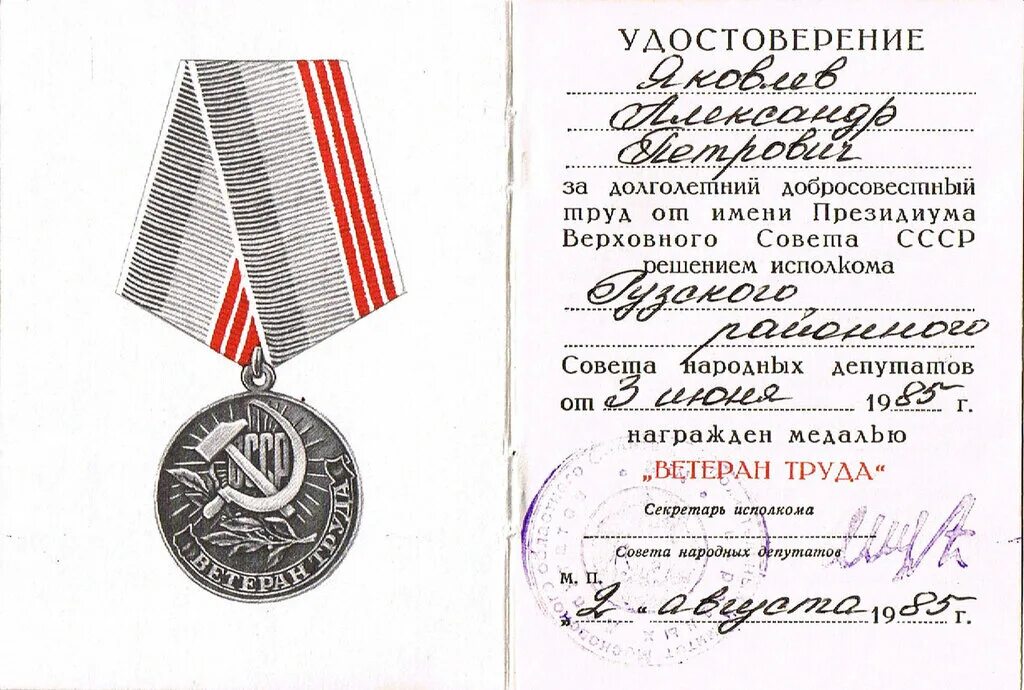 СССР
ВЕТЕРАН ТРУДА
УДОСТОВЕРЕНИЕ
Яковлев
Александр
Петрович
за долголетний добросовестный
труд от имени Президиума
Верховного Совета СССР
решением исполкома
Рузского
районного
Совета народных депутатов
от 3 июня 1985 г.
награжден медалью
„ВЕТЕРАН ТРУДА“
Секретарь исполкома
Совета народных депутатов
М. П.
„2“ августа 1985 г.